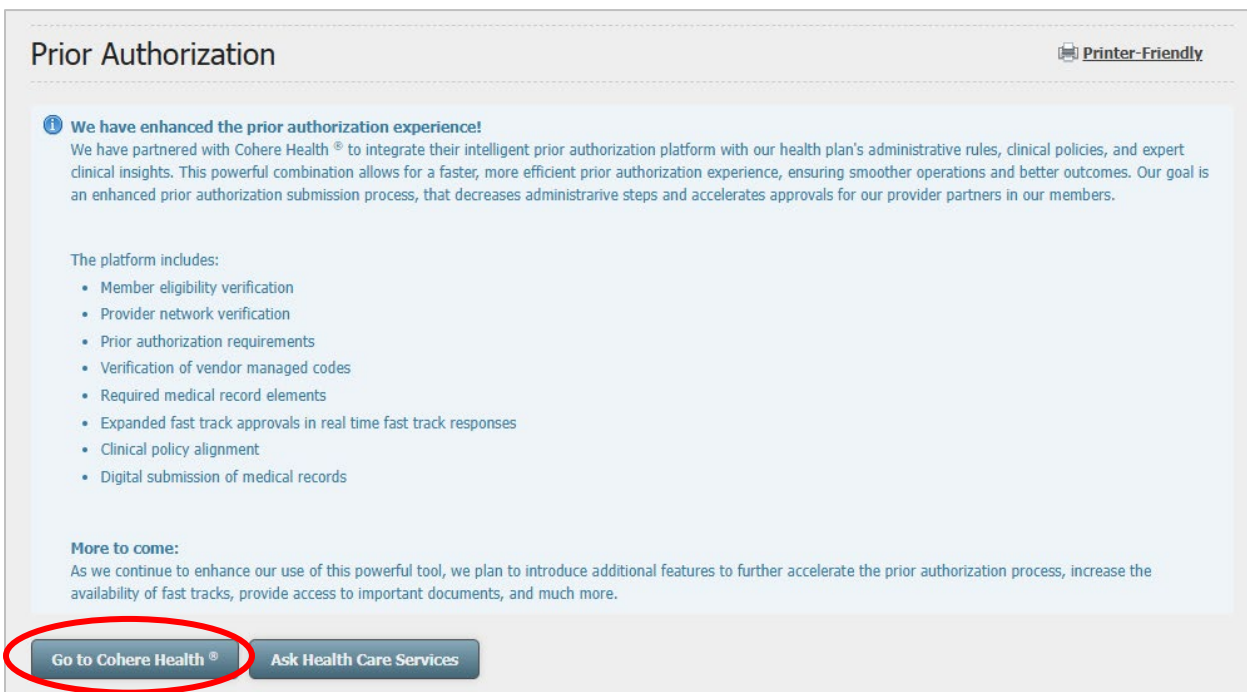 Prior Authorization
Printer-Friendly
We have enhanced the prior authorization experience!
We have partnered with Cohere Health ® to integrate their intelligent prior authorization platform with our health plan's administrative rules, clinical policies, and expert
clinical insights. This powerful combination allows for a faster, more efficient prior authorization experience, ensuring smoother operations and better outcomes. Our goal is
an enhanced prior authorization submission process, that decreases administrarive steps and accelerates approvals for our provider partners in our members.
The platform includes:
• Member eligibility verification
• Provider network verification
• Prior authorization requirements
• Verification of vendor managed codes
• Required medical record elements
• Expanded fast track approvals in real time fast track responses
• Clinical policy alignment
• Digital submission of medical records
More to come:
As we continue to enhance our use of this powerful tool, we plan to introduce additional features to further accelerate the prior authorization process, increase the
availability of fast tracks, provide access to important documents, and much more.
Go to Cohere Health ®
Ask Health Care Services